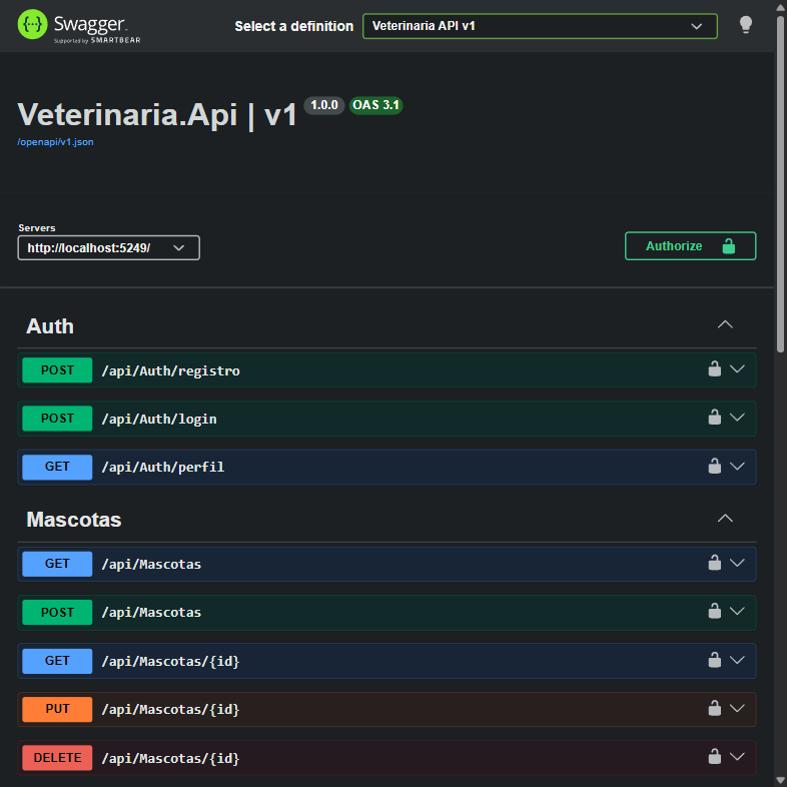 Swagger.
Supported by SMARTBEAR
Select a definition
Veterinaria API v1
Veterinaria.Api | v1 1.0.0 OAS 3.1
/openapi/v1.json
Servers
http://localhost:5249/
Authorize
Auth
POST /api/Auth/registro
POST /api/Auth/login
GET /api/Auth/perfil
Mascotas
GET /api/Mascotas
POST /api/Mascotas
GET /api/Mascotas/{id}
PUT /api/Mascotas/{id}
DELETE /api/Mascotas/{id}